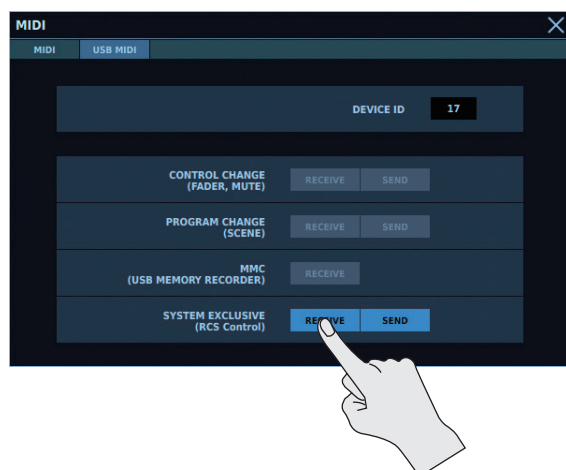 MIDI
MIDI USB MIDI
DEVICE ID 17
CONTROL CHANGE
(FADER, MUTE)
RECEIVE SEND
PROGRAM CHANGE
(SCENE)
RECEIVE SEND
MMC
(USB MEMORY RECORDER)
RECEIVE
SYSTEM EXCLUSIVE
(RCS Control)
RECEIVE SEND